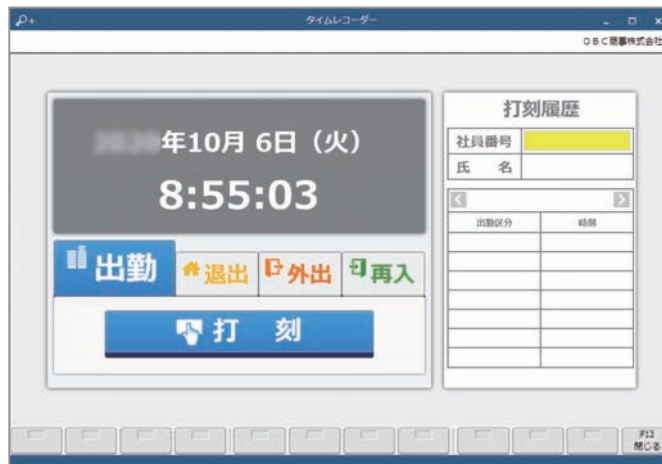 タイムレコーダー
OBC商事株式会社
年10月 6日（火）
8:55:03
出勤
退出
外出
再入
打 刻
打刻履歴
社員番号
氏 名
出勤区分 時刻
F12
閉じる